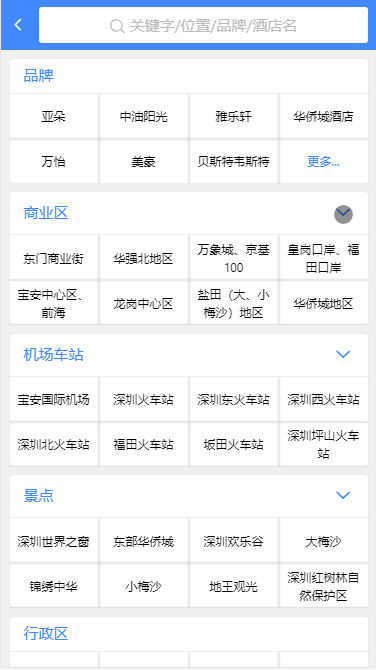 关键字/位置/品牌/酒店名
品牌
亚朵 中油阳光 雅乐轩 华侨城酒店
万怡 美豪 贝斯特韦斯特 更多...
商业区
东门商业街 华强北地区 万象城、京基 皇岗口岸、福
100 田口岸
宝安中心区、 龙岗中心区 盐田（大、小 华侨城地区
前海 梅沙）地区
机场车站
宝安国际机场 深圳火车站 深圳东火车站 深圳西火车站
深圳北火车站 福田火车站 坂田火车站 深圳坪山火车
站
景点
深圳世界之窗 东部华侨城 深圳欢乐谷 大梅沙
锦绣中华 小梅沙 地王观光 深圳红树林自
然保护区
行政区